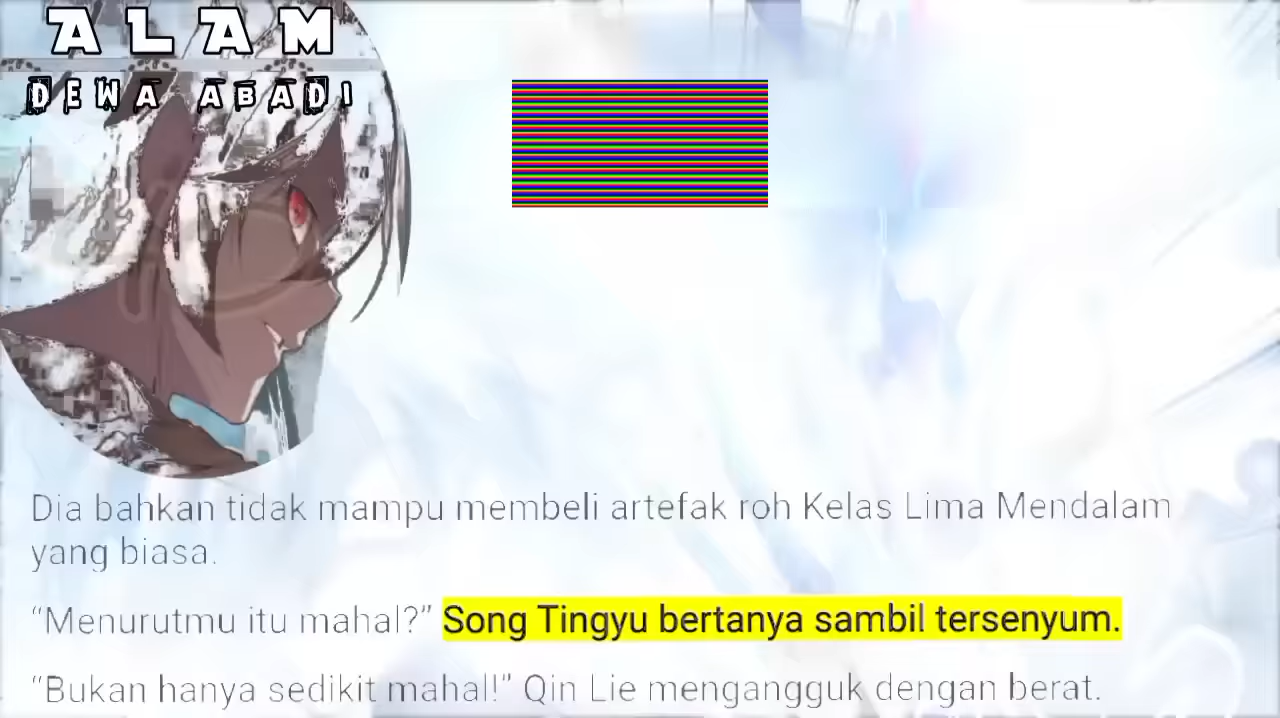 ALAM
DEWA ABADI
Dia bahkan tidak mampu membeli artefak roh Kelas Lima Mendalam
yang biasa.
“Menurutmu itu mahal?” Song Tingyu bertanya sambil tersenyum.
“Bukan hanya sedikit mahal!” Qin Lie mengangguk dengan berat.